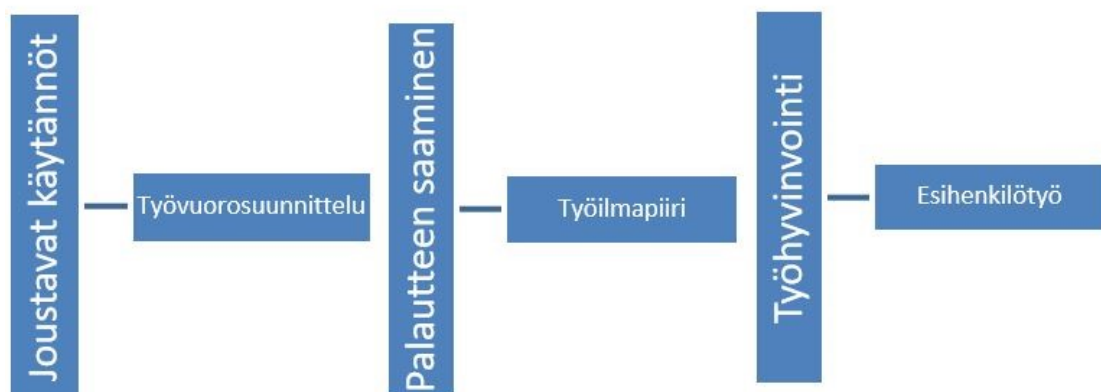 Joustavat käytännöt
Työvuorosuunnittelu
Palautteen saaminen
Työilmapiiri
Työhyvinvointi
Esihenkilötyö